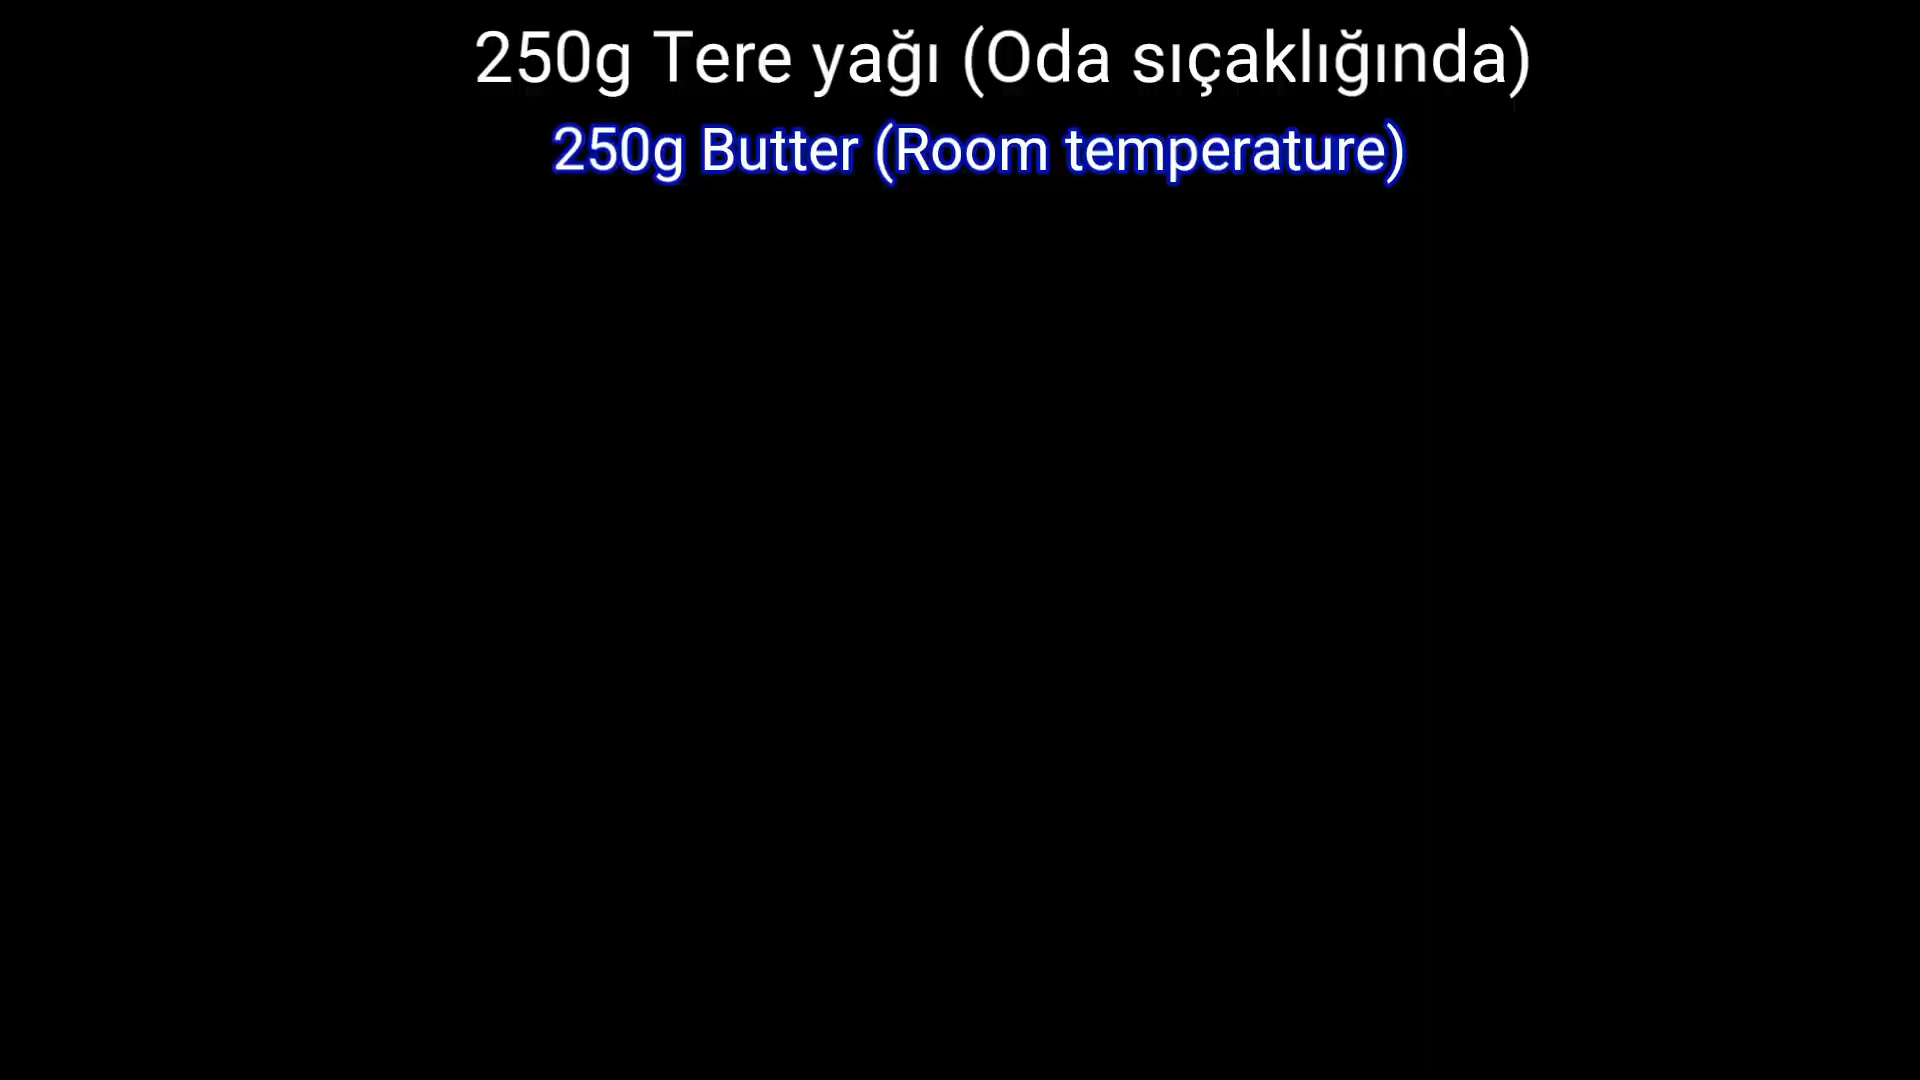 250g Tere yağı (Oda sıçaklığında)
250g Butter (Room temperature)